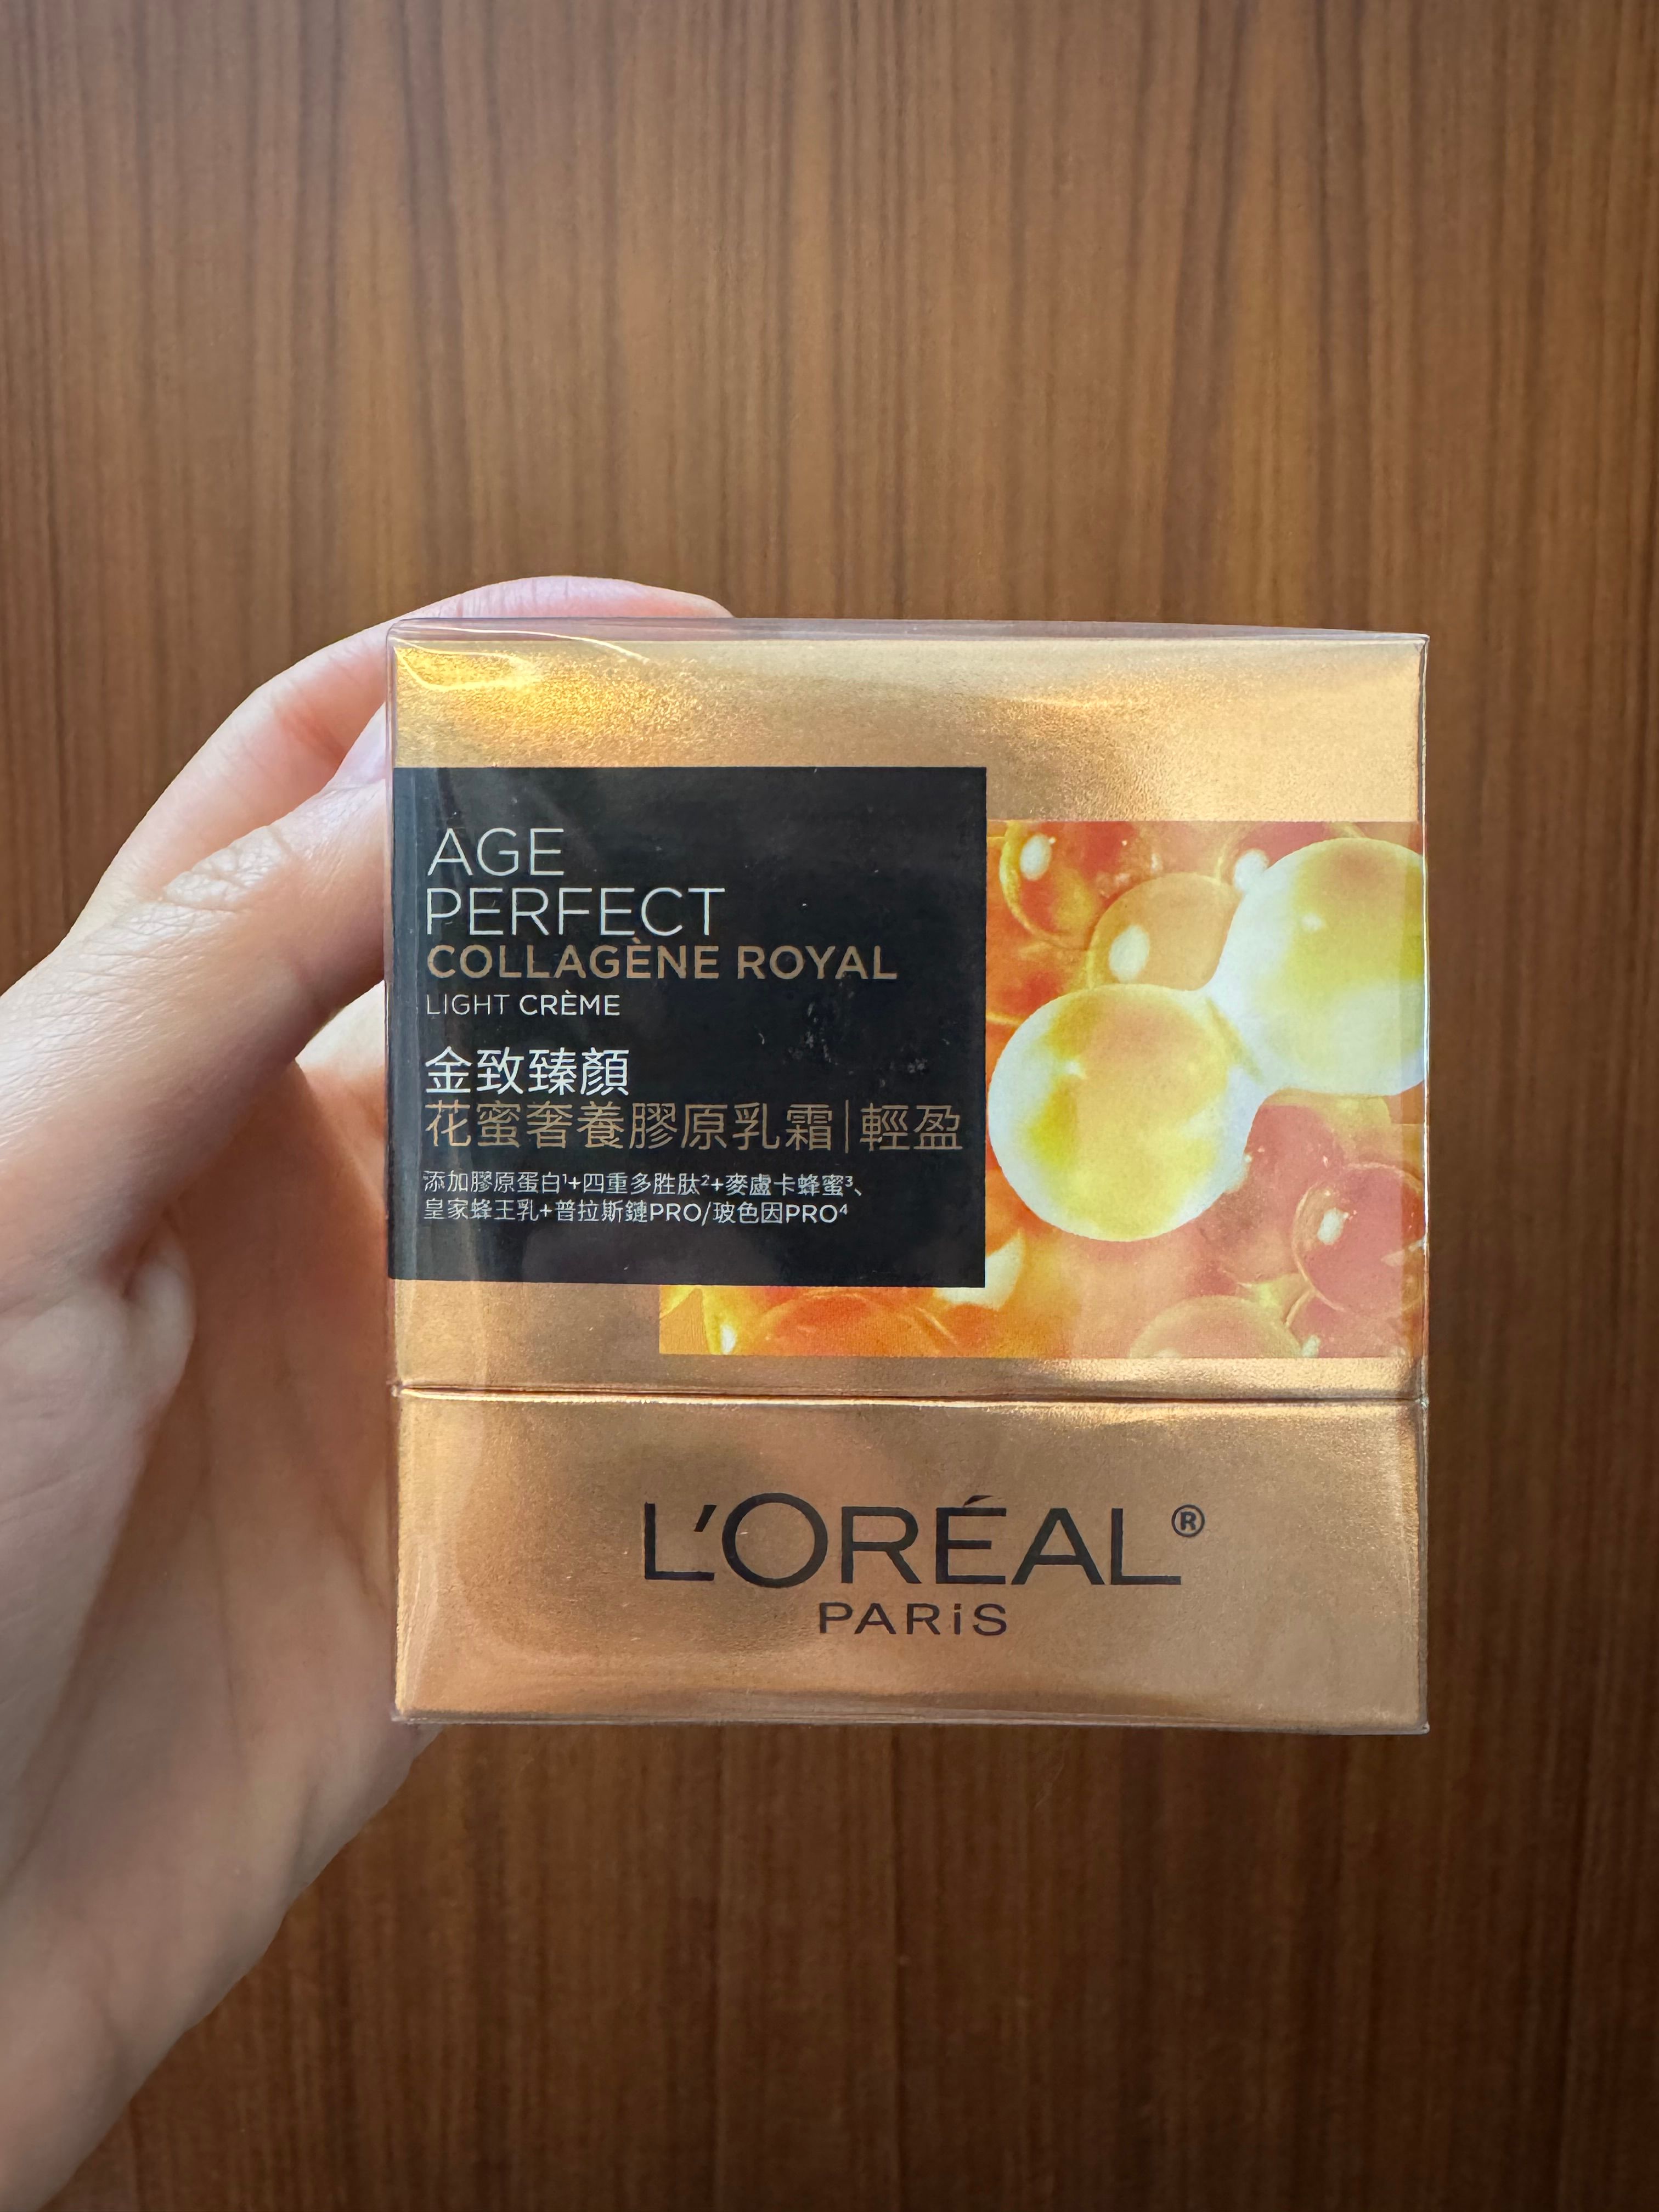 AGE
PERFECT
COLLAGÈNE ROYAL
LIGHT CRÈME
金致臻顏
花蜜奢養膠原乳霜|輕盈
添加膠原蛋白¹+四重多胜肽²+麥盧卡蜂蜜³、
皇家蜂王乳+普拉斯鏈PRO/玻色因PRO⁴
L'ORÉAL®
PARiS